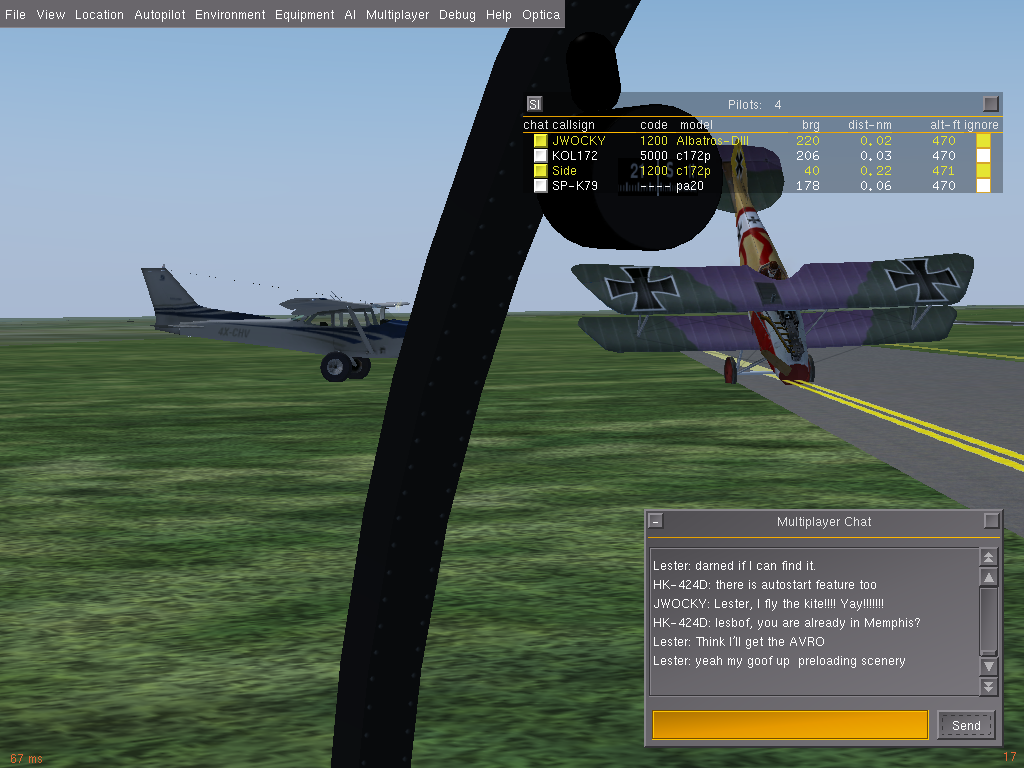 File View Location Autopilot Environment Equipment AI Multiplayer Debug Help Optica
SI Pilots: 4
chat callsign code model brg dist-nm alt-ft ignore
JWOCKY 1200 Albatros-DIII 220 0.02 470
KOL172 5000 c172p 206 0.03 470
Side 1200 c172p 40 0.22 471
SP-K79 ---- pa20 178 0.06 470
4X-CHV
- Multiplayer Chat
Lester: darned if I can find it.
HK-424D: there is autostart feature too
JWOCKY: Lester, I fly the kite!!!! Yay!!!!!!!
HK-424D: lesbof, you are already in Memphis?
Lester: Think I'll get the AVRO
Lester: yeah my goof up preloading scenery
Send
67 ms
17